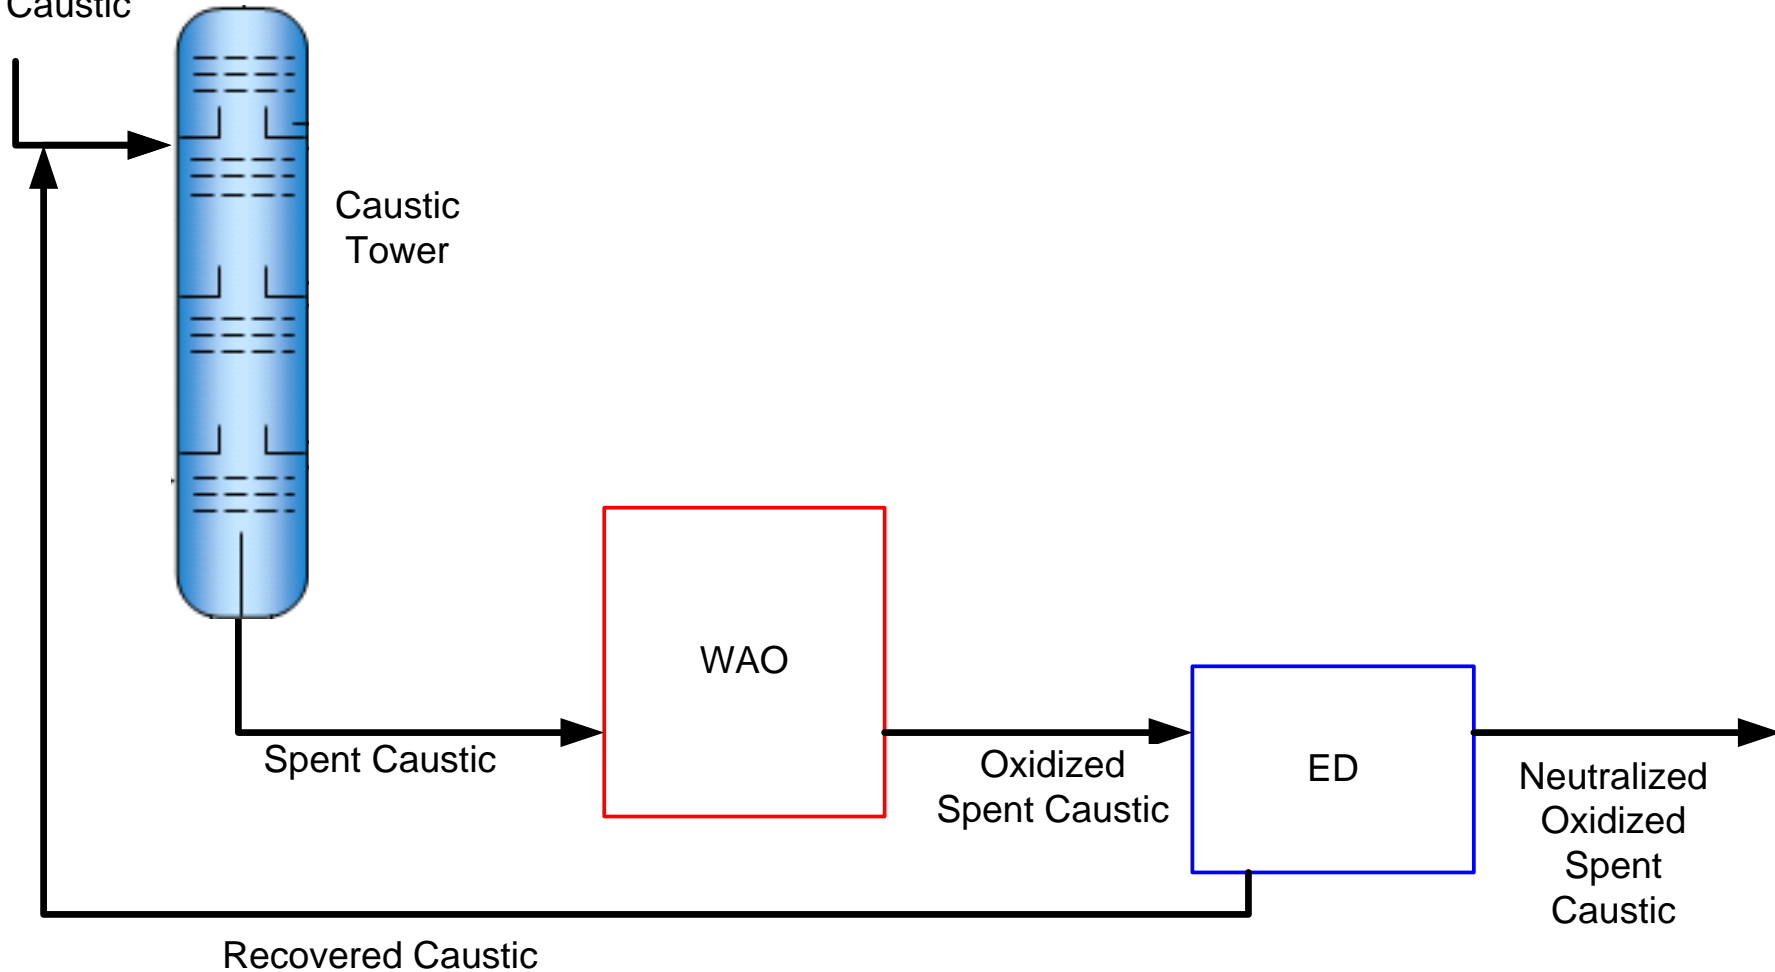 Caustic
Caustic
Tower
WAO
Spent Caustic
Oxidized
Spent Caustic
ED
Neutralized
Oxidized
Spent
Caustic
Recovered Caustic